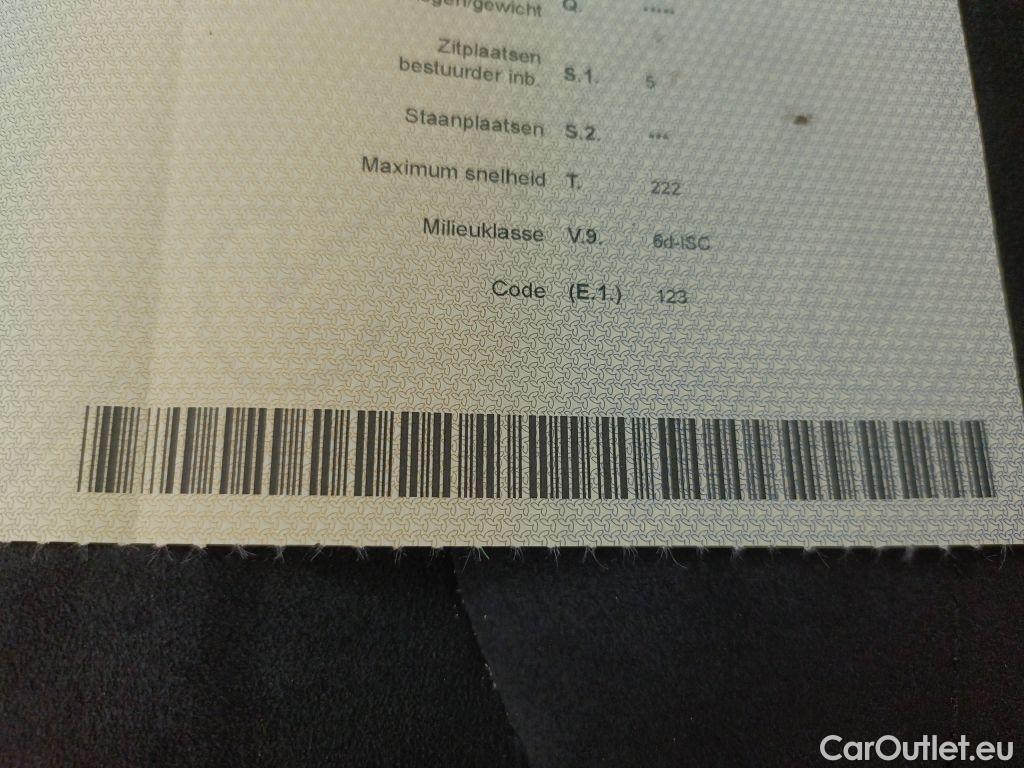 Q. *****
Zitplaatsen
bestuurder inb. S.1. 5
Staanplaatsen S.2. ***
Maximum snelheid T. 222
Milieuklasse V.9. 6d-ISC
Code (E.1.) 123
CarOutlet.eu